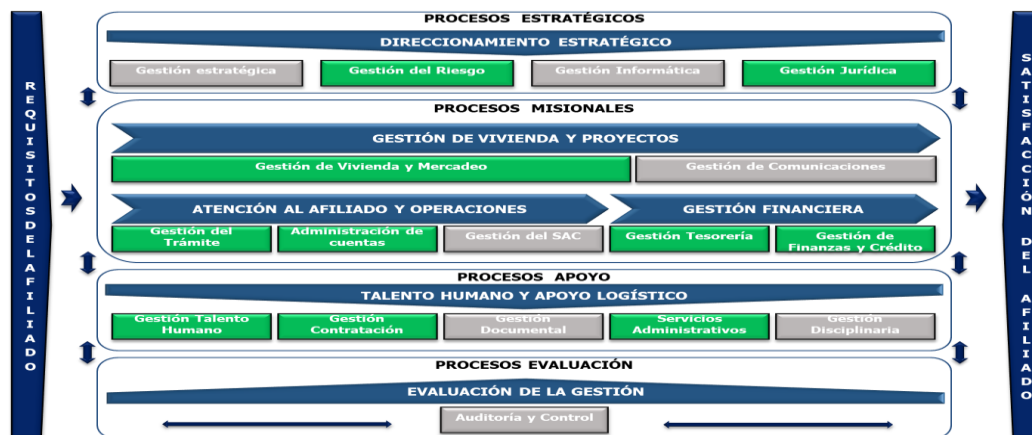 PROCESOS ESTRATÉGICOS
DIRECCIONAMIENTO ESTRATÉGICO
Gestión estratégica
Gestión del Riesgo
Gestión Informática
Gestión Jurídica
PROCESOS MISIONALES
GESTIÓN DE VIVIENDA Y PROYECTOS
Gestión de Vivienda y Mercadeo
Gestión de Comunicaciones
ATENCIÓN AL AFILIADO Y OPERACIONES
GESTIÓN FINANCIERA
Gestión del
Trámite
Administración de
cuentas
Gestión del SAC
Gestión Tesorería
Gestión de
Finanzas y Crédito
PROCESOS APOYO
TALENTO HUMANO Y APOYO LOGÍSTICO
Gestión Talento
Humano
Gestión
Contratación
Gestión
Documental
Servicios
Administrativos
Gestión
Disciplinaria
PROCESOS EVALUACIÓN
EVALUACIÓN DE LA GESTIÓN
Auditoría y Control
REQUISITOS DEL AFILIADO
SATISFACCIÓN DEL AFILIADO